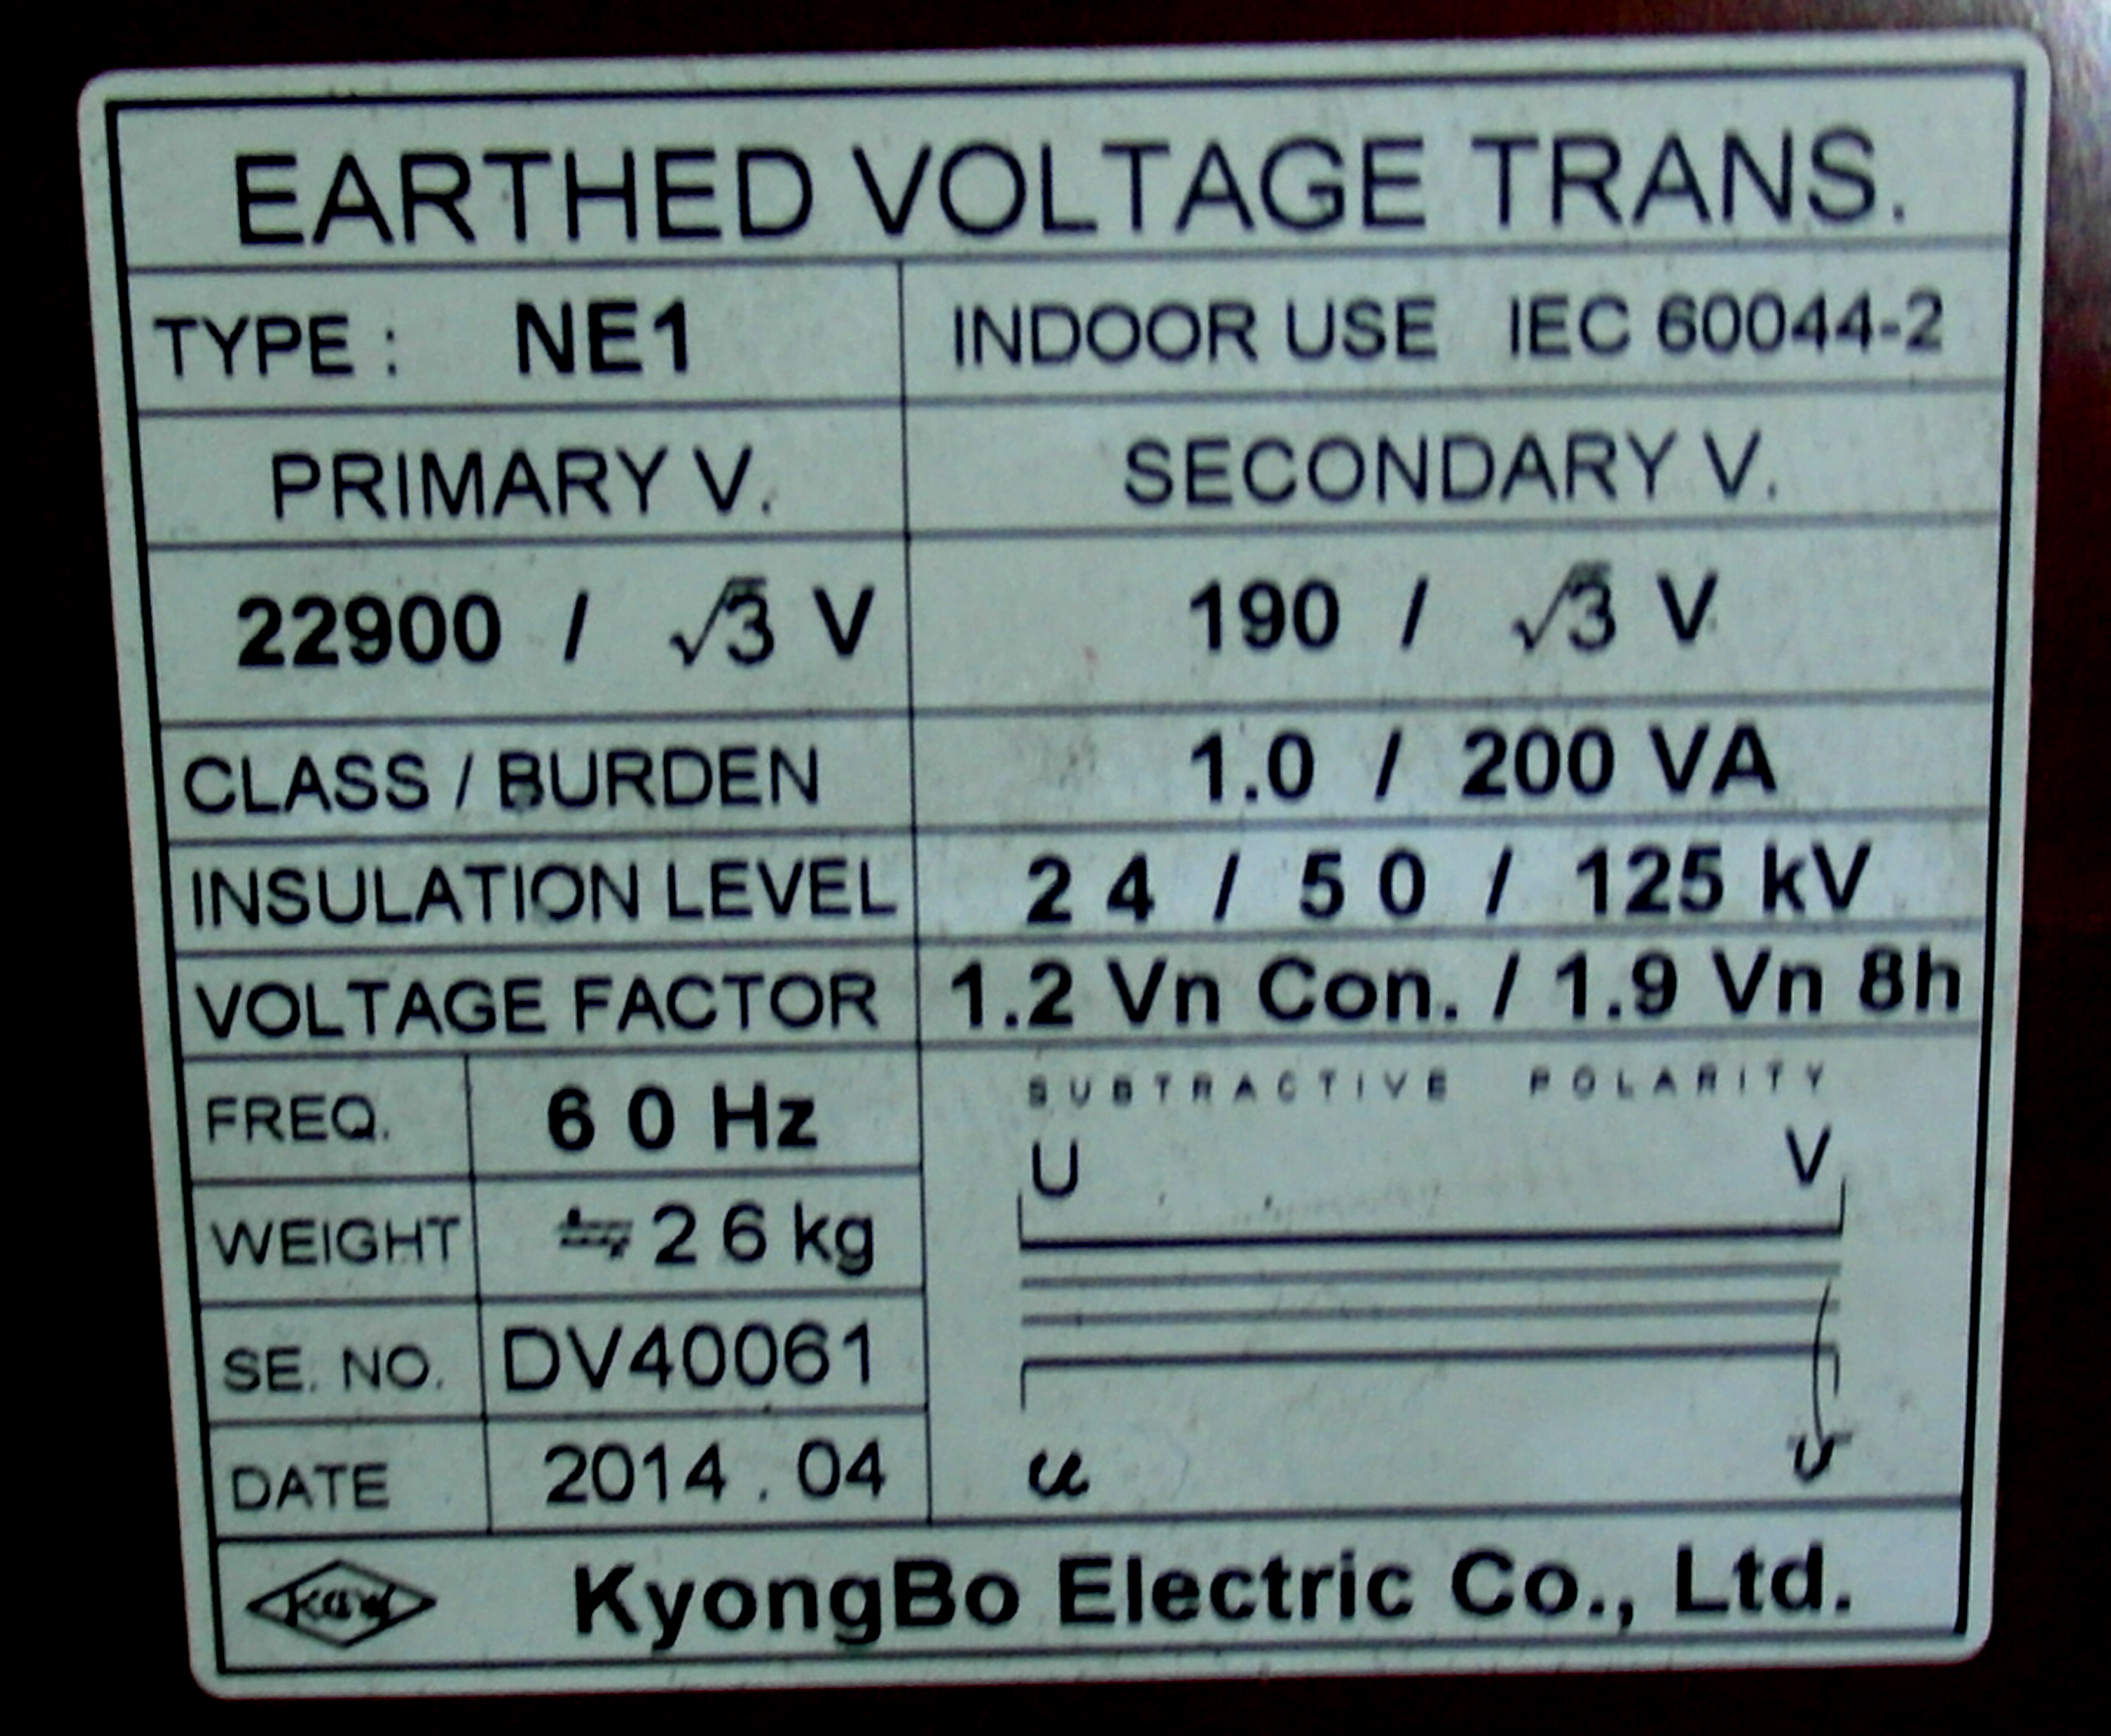 EARTHED VOLTAGE TRANS.
TYPE : NE1 INDOOR USE IEC 60044-2
PRIMARY V. SECONDARY V.
22900 / √3 V 190 / √3 V
CLASS / BURDEN 1.0 / 200 VA
INSULATION LEVEL 24 / 50 / 125 kV
VOLTAGE FACTOR 1.2 Vn Con. / 1.9 Vn 8h
SUBTRACTIVE POLARITY
FREQ. 60 Hz
U V
WEIGHT ≒26 kg
SE. NO. DV40061
DATE 2014 . 04
u v
KyongBo Electric Co., Ltd.